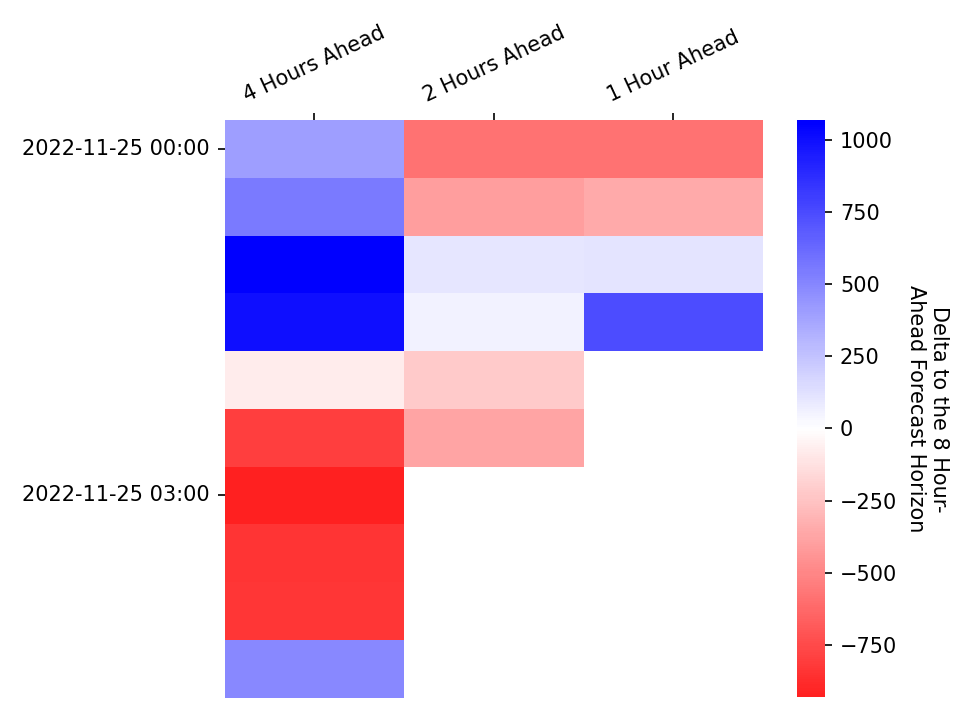 4 Hours Ahead
2 Hours Ahead
1 Hour Ahead
2022-11-25 00:00
2022-11-25 03:00
1000
750
500
250
0
−250
−500
−750
Delta to the 8 Hour-
Ahead Forecast Horizon